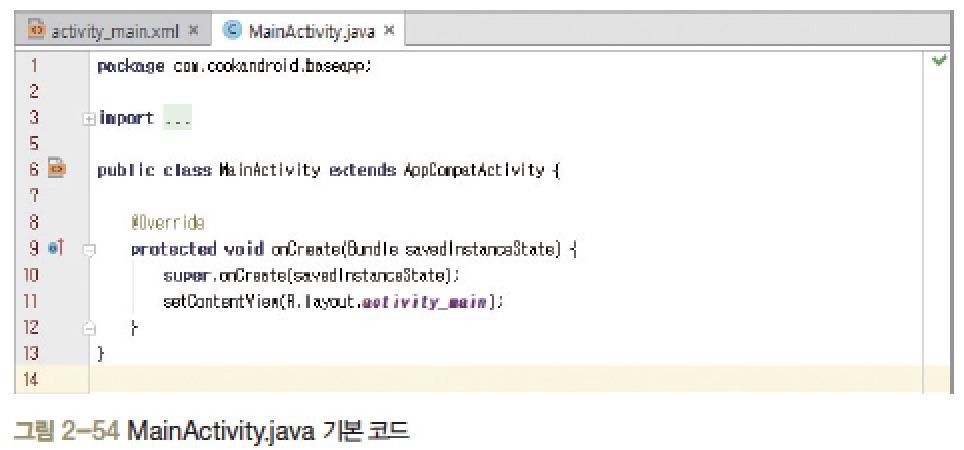 activity_main.xml × MainActivity.java ×
1 package com.cookandroid.baseapp;
2
3 import ...
5
6 public class MainActivity extends AppCompatActivity {
7
8 @Override
9 protected void onCreate(Bundle savedInstanceState) {
10 super.onCreate(savedInstanceState);
11 setContentView(R.layout.activity_main);
12 }
13 }
14
그림 2-54 MainActivity.java 기본 코드